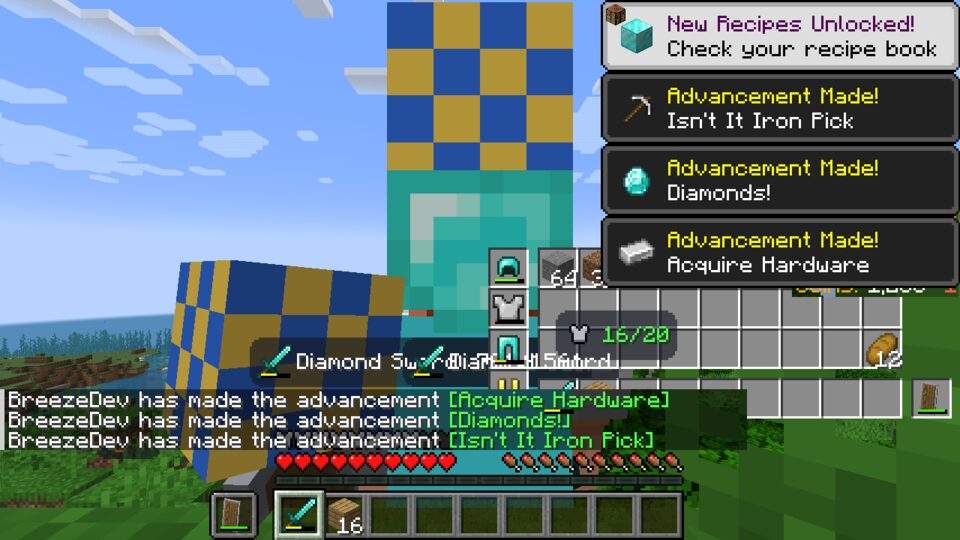 New Recipes Unlocked!
Check your recipe book
Advancement Made!
Isn't It Iron Pick
Advancement Made!
Diamonds!
Advancement Made!
Acquire Hardware
64
16/20
12
Diamond Sword
BreezeDev has made the advancement [Acquire Hardware]
BreezeDev has made the advancement [Diamonds!]
BreezeDev has made the advancement [Isn't It Iron Pick]
16